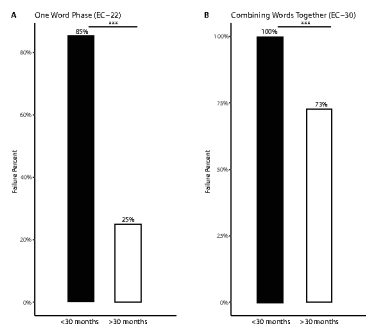 A One Word Phase (EC−22)
***
85%
80%
60%
Failure Percent
40%
25%
20%
0%
<30 months >30 months
B Combining Words Together (EC−30)
***
100%
100%
75%
73%
Failure Percent
50%
25%
0%
<30 months >30 months